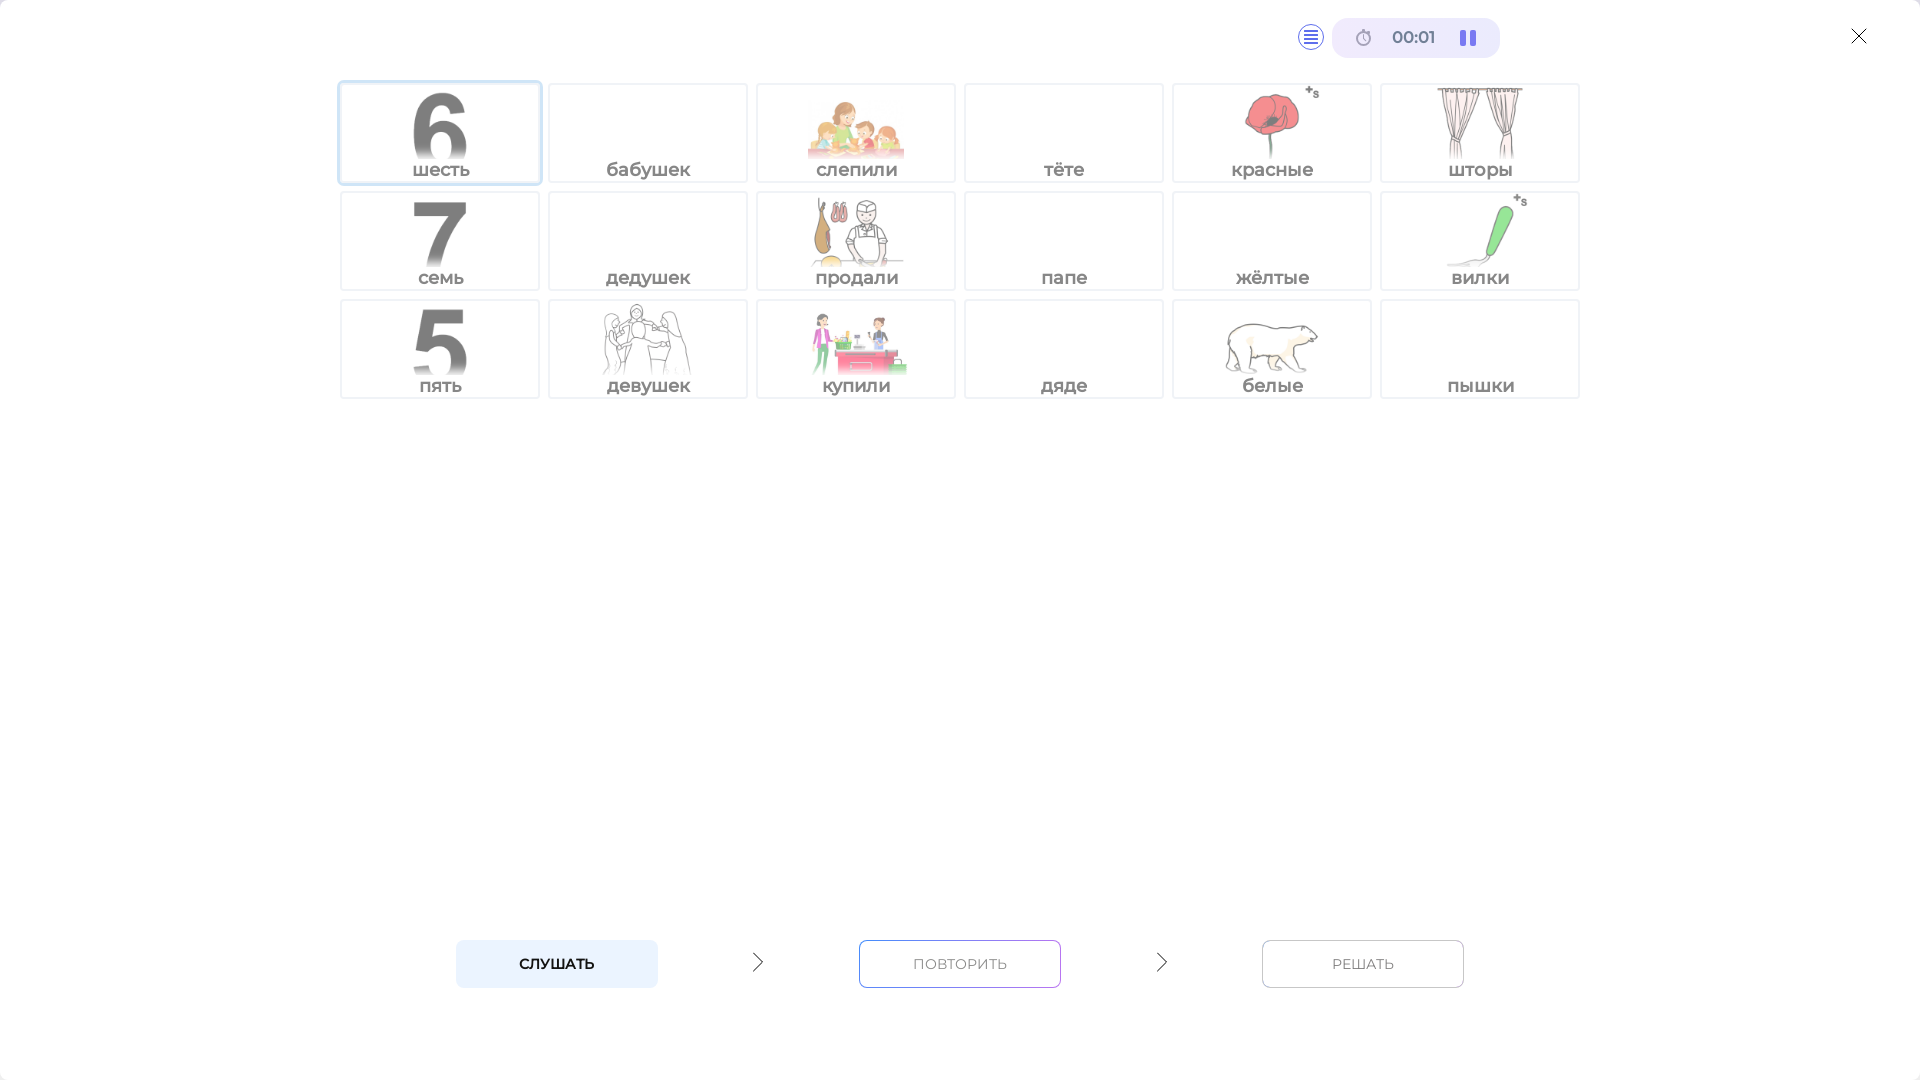 00:01
6
+s
шесть
бабушек
слепили
тёте
красные
шторы
7
+s
семь
дедушек
продали
папе
жёлтые
вилки
5
пять
девушек
купили
дяде
белые
пышки
СЛУШАТЬ
ПОВТОРИТЬ
РЕШАТЬ